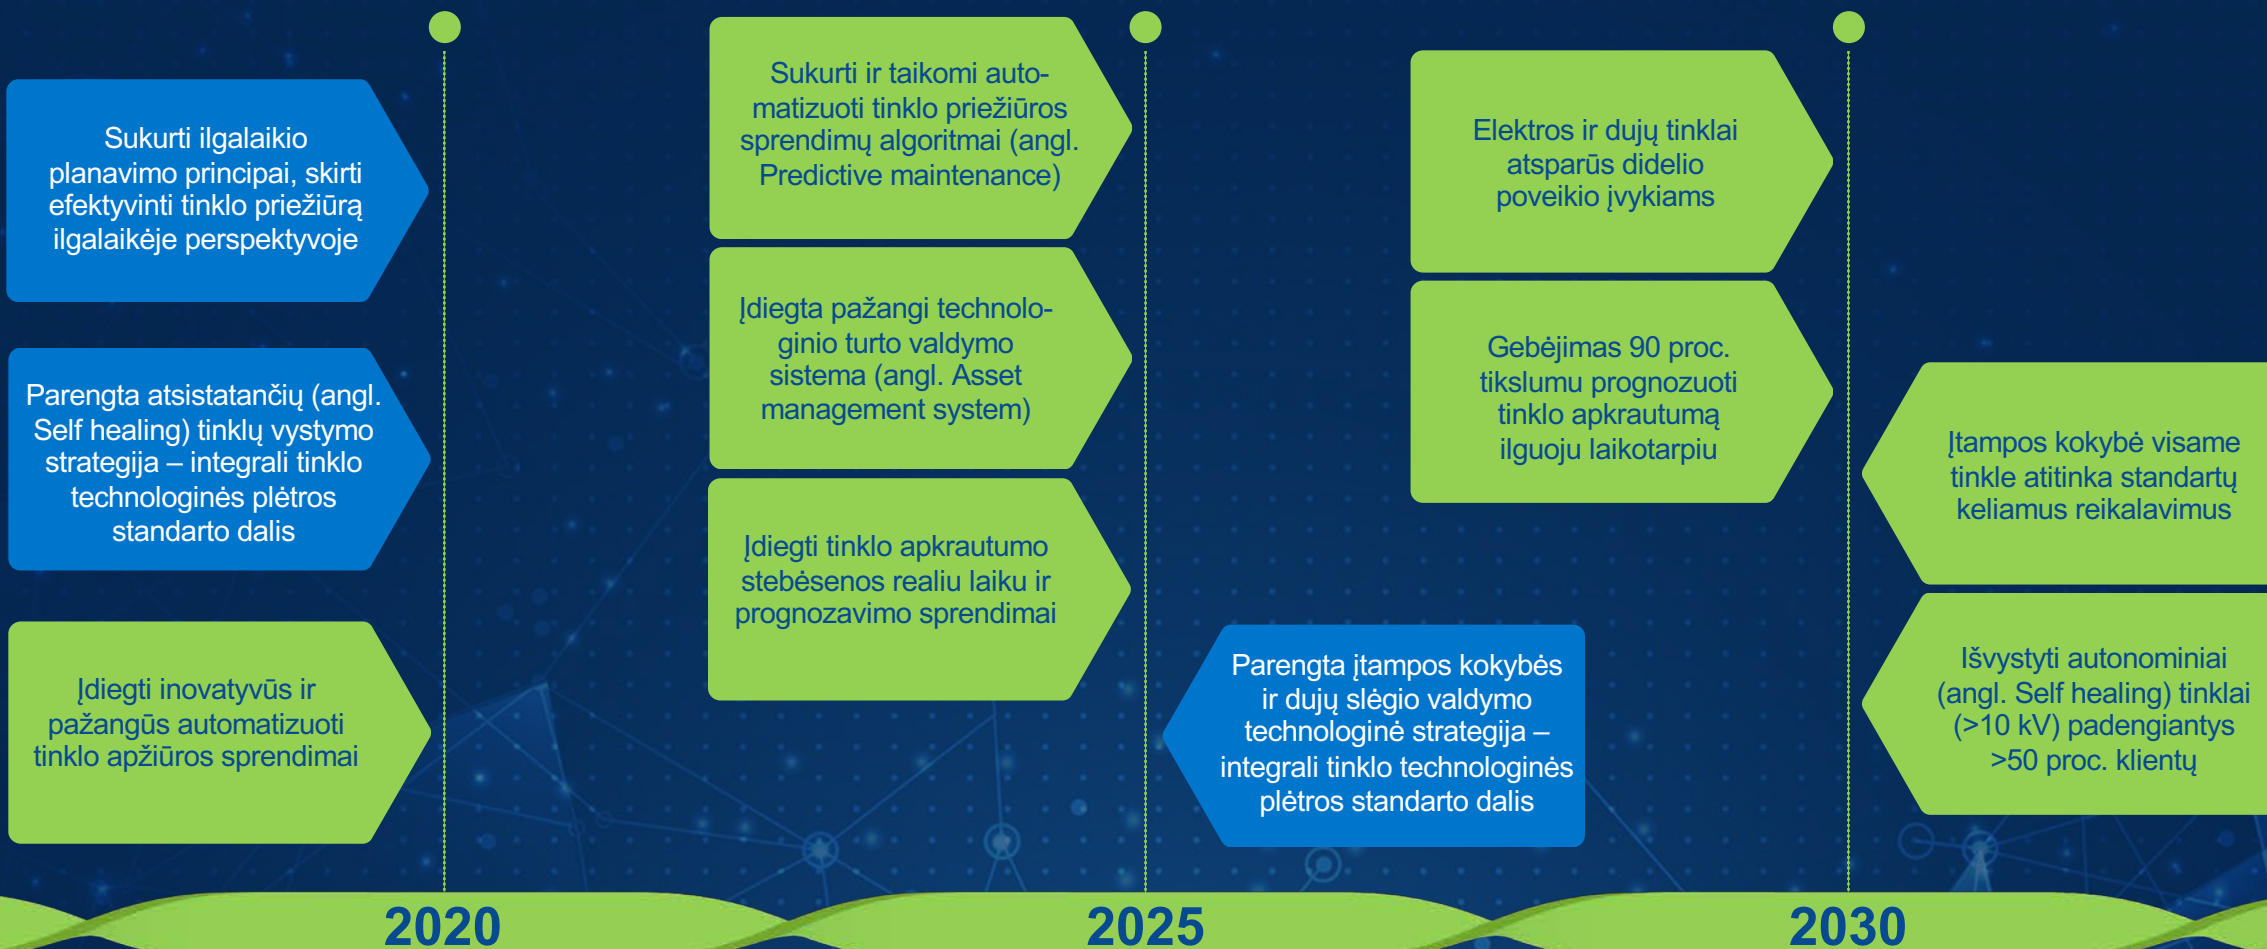 Sukurti ilgalaikio
planavimo principai, skirti
efektyvinti tinklo priežiūrą
ilgalaikėje perspektyvoje
Parengta atsistatančių (angl.
Self healing) tinklų vystymo
strategija – integrali tinklo
technologinės plėtros
standarto dalis
Įdiegti inovatyvūs ir
pažangūs automatizuoti
tinklo apžiūros sprendimai
Sukurti ir taikomi auto-
matizuoti tinklo priežiūros
sprendimų algoritmai (angl.
Predictive maintenance)
Įdiegta pažangi technolo-
ginio turto valdymo
sistema (angl. Asset
management system)
Įdiegti tinklo apkrautumo
stebėsenos realiu laiku ir
prognozavimo sprendimai
Parengta įtampos kokybės
ir dujų slėgio valdymo
technologinė strategija –
integrali tinklo technologinės
plėtros standarto dalis
Elektros ir dujų tinklai
atsparūs didelio
poveikio įvykiams
Gebėjimas 90 proc.
tikslumu prognozuoti
tinklo apkrautumą
ilguoju laikotarpiu
Įtampos kokybė visame
tinkle atitinka standartų
keliamus reikalavimus
Išvystyti autonominiai
(angl. Self healing) tinklai
(>10 kV) padengiantys
>50 proc. klientų
2020
2025
2030